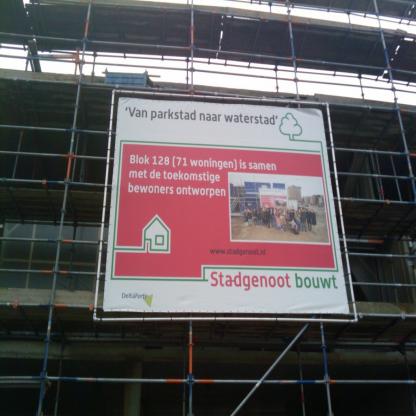 'Van parkstad naar waterstad'
Blok 128 (71 woningen) is samen
met de toekomstige
bewoners ontworpen
www.stadgenoot.nl
Stadgenoot bouwt
DeltaForte